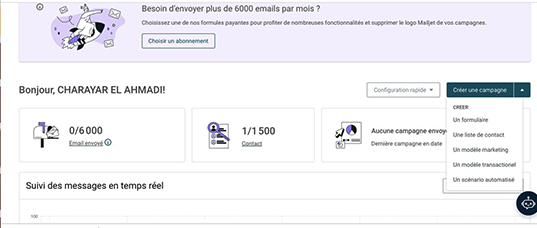 Besoin d'envoyer plus de 6000 emails par mois ?
Choisissez une de nos formules payantes pour profiter de nombreuses fonctionnalités et supprimer le logo Mailjet de vos campagnes.
Choisir un abonnement
Bonjour, CHARAYAR EL AHMADI!
Configuration rapide
Créer une campagne
CREER
Un formulaire
Une liste de contact
Un modèle marketing
Un modèle transactionel
Un scénario automatisé
0/6 000
Email envoyé
1/1 500
Contact
Aucune campagne envoyé
Dernière campagne en date
Suivi des messages en temps réel
100